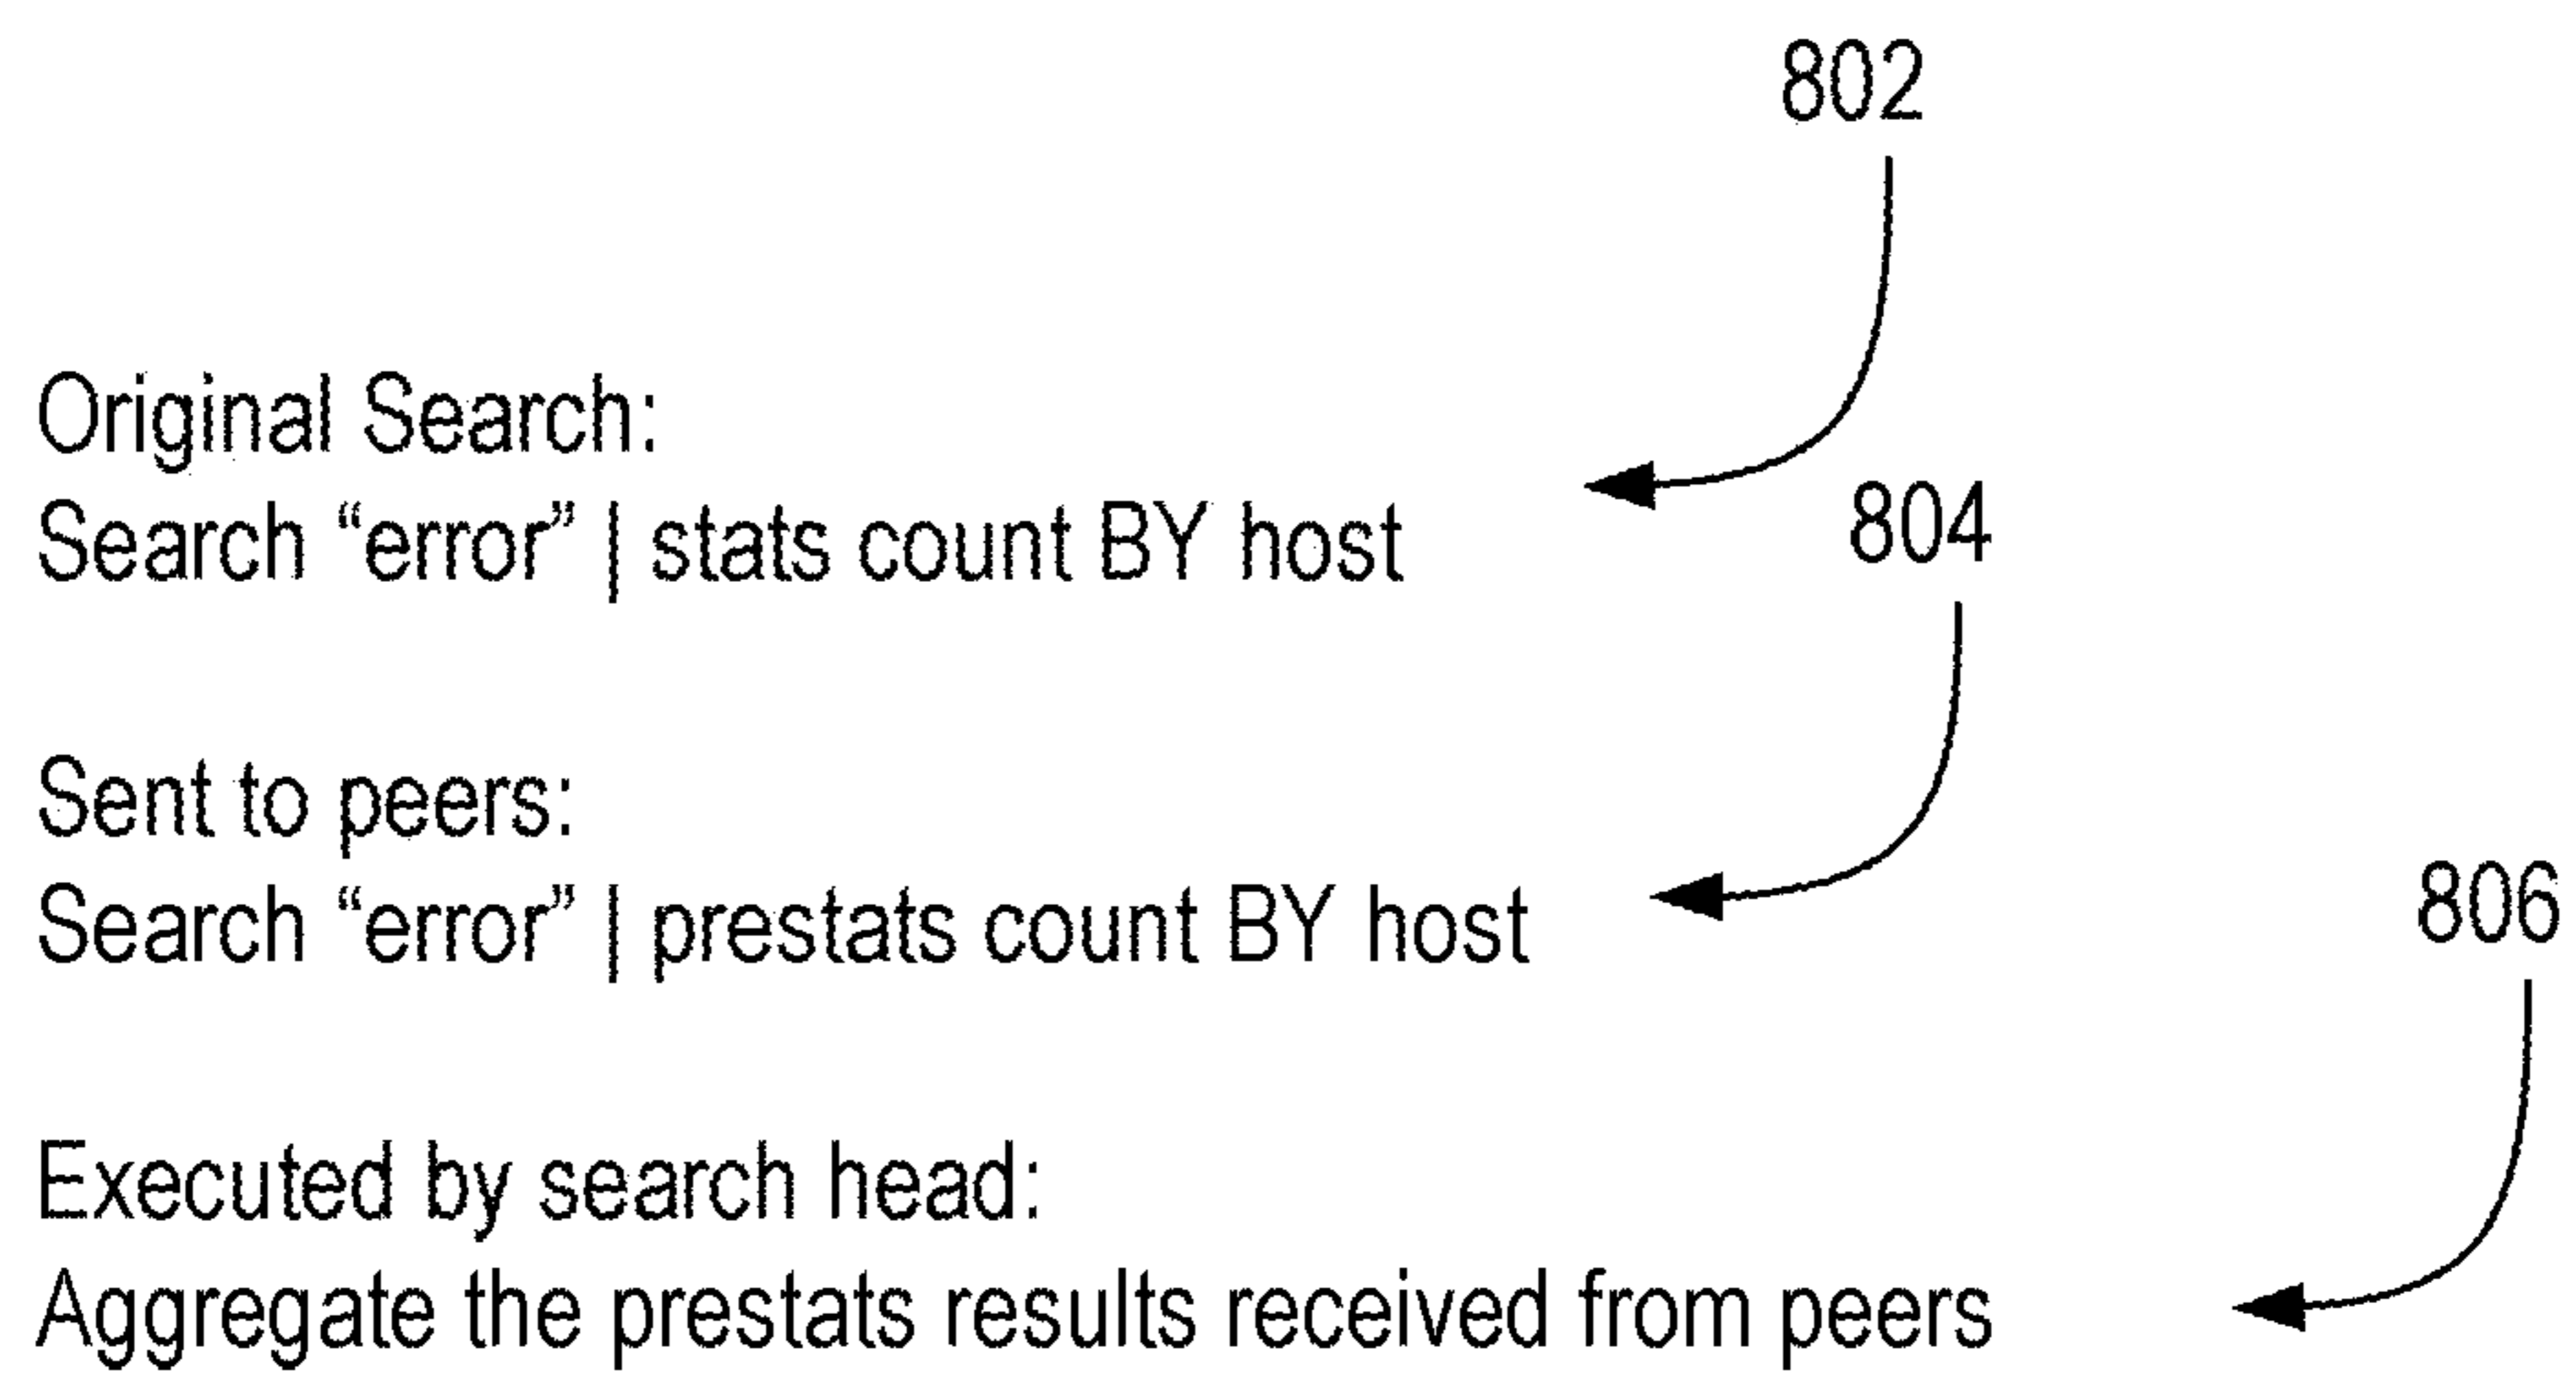 802
Original Search:
Search “error” | stats count BY host
804
Sent to peers:
Search “error” | prestats count BY host
806
Executed by search head:
Aggregate the prestats results received from peers